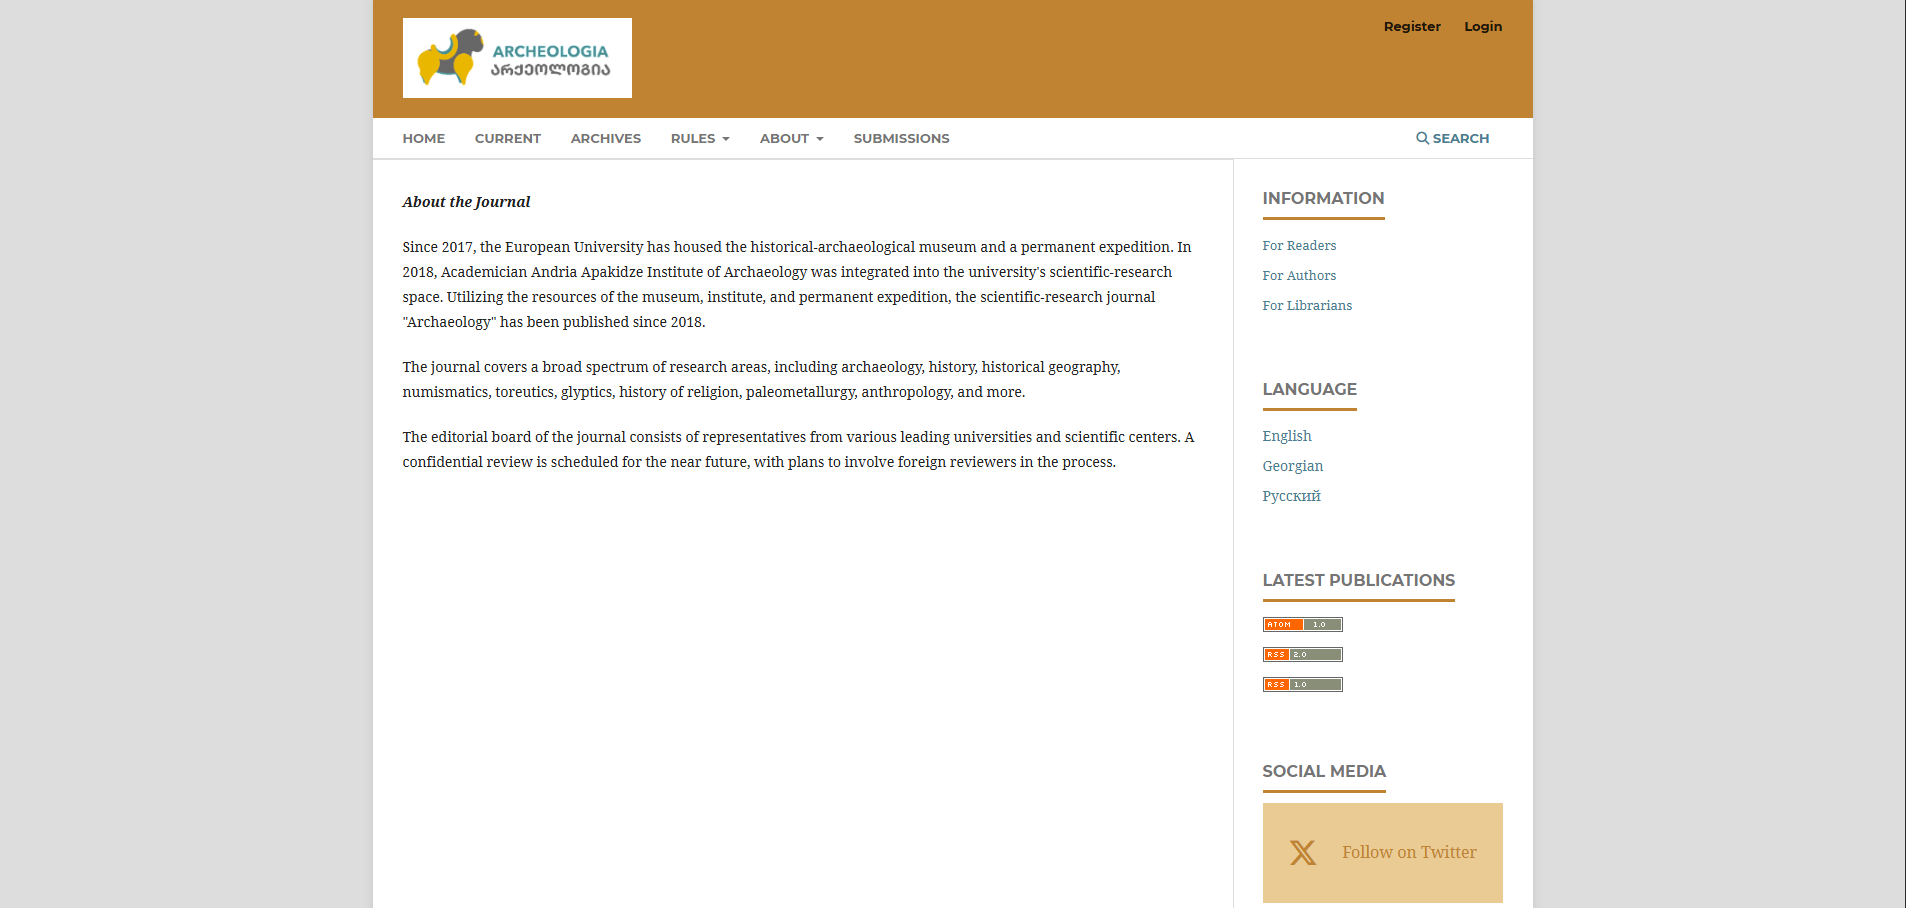 ARCHEOLOGIA
არქეოლოგია
Register
Login
HOME
CURRENT
ARCHIVES
RULES
ABOUT
SUBMISSIONS
SEARCH
About the Journal
Since 2017, the European University has housed the historical-archaeological museum and a permanent expedition. In
2018, Academician Andria Apakidze Institute of Archaeology was integrated into the university's scientific-research
space. Utilizing the resources of the museum, institute, and permanent expedition, the scientific-research journal
"Archaeology" has been published since 2018.
The journal covers a broad spectrum of research areas, including archaeology, history, historical geography,
numismatics, toreutics, glyptics, history of religion, paleometallurgy, anthropology, and more.
The editorial board of the journal consists of representatives from various leading universities and scientific centers. A
confidential review is scheduled for the near future, with plans to involve foreign reviewers in the process.
INFORMATION
For Readers
For Authors
For Librarians
LANGUAGE
English
Georgian
Русский
LATEST PUBLICATIONS
ATOM 1.0
RSS 2.0
RSS 1.0
SOCIAL MEDIA
Follow on Twitter